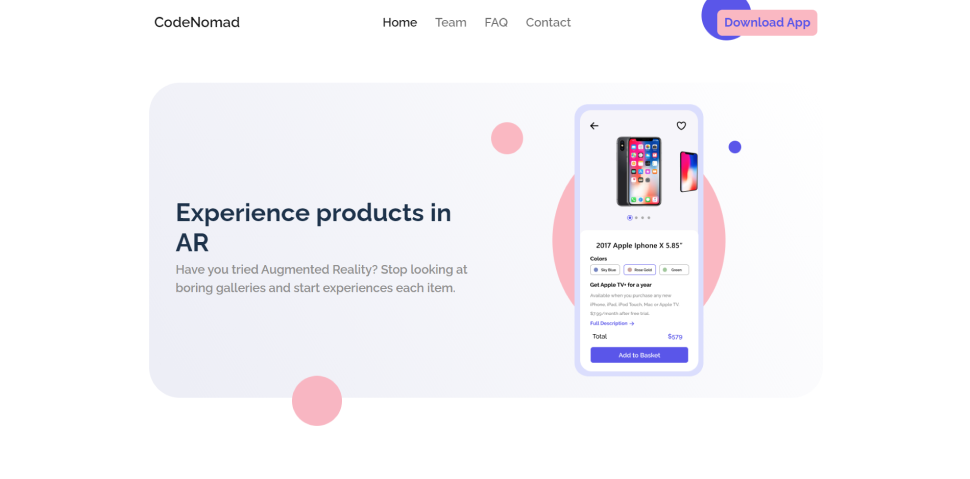 CodeNomad
Home Team FAQ Contact
Download App
Experience products in
AR
Have you tried Augmented Reality? Stop looking at
boring galleries and start experiences each item.
2017 Apple Iphone X 5.85"
Colors
Sky Blue Rose Gold Green
Get Apple TV+ for a year
Available when you purchase any new
iPhone, iPad, iPod Touch, Mac or Apple TV,
$7.99/month after free trial.
Full Description →
Total $579
Add to Basket